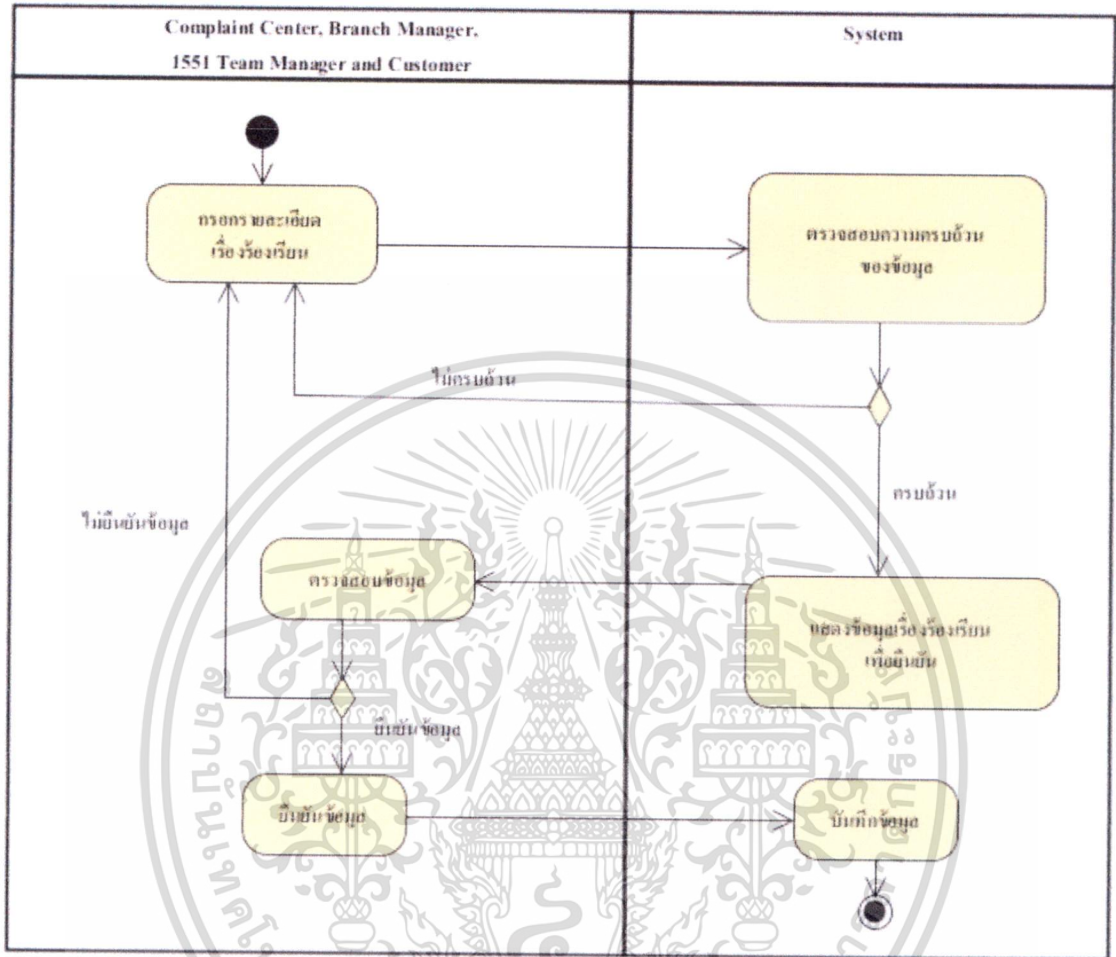 Complaint Center, Branch Manager,
1551 Team Manager and Customer
System
กรอกรายละเอียด
เรื่องร้องเรียน
ตรวจสอบความครบถ้วน
ของข้อมูล
ไม่ครบถ้วน
ครบถ้วน
ไม่ยืนยันข้อมูล
ตรวจสอบข้อมูล
แสดงข้อมูลเรื่องร้องเรียน
เพื่อยืนยัน
ยืนยันข้อมูล
ยืนยันข้อมูล
บันทึกข้อมูล